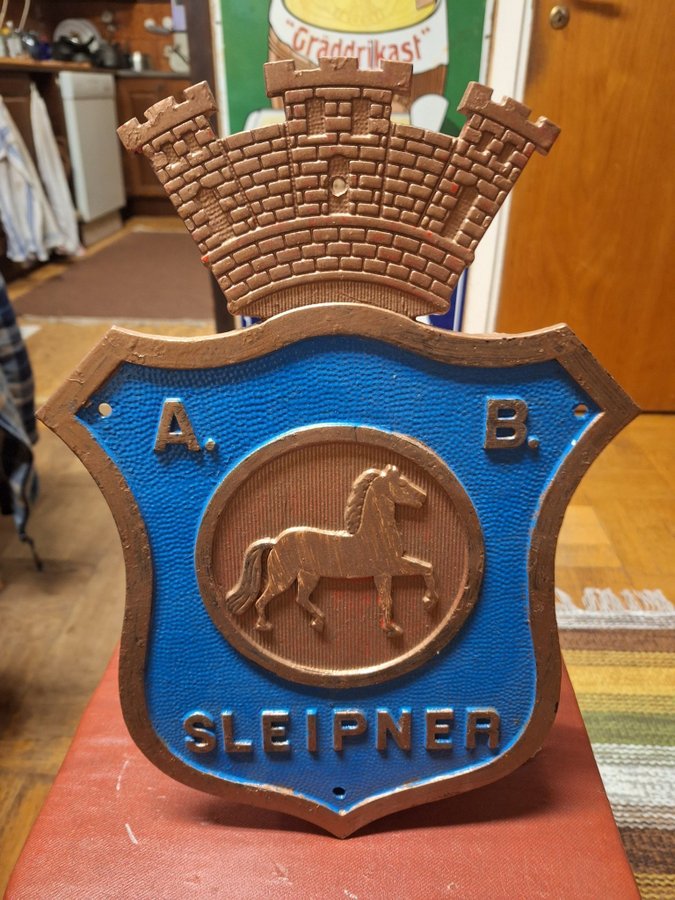 "Gräddrikast"
A. B.
SLEIPNER